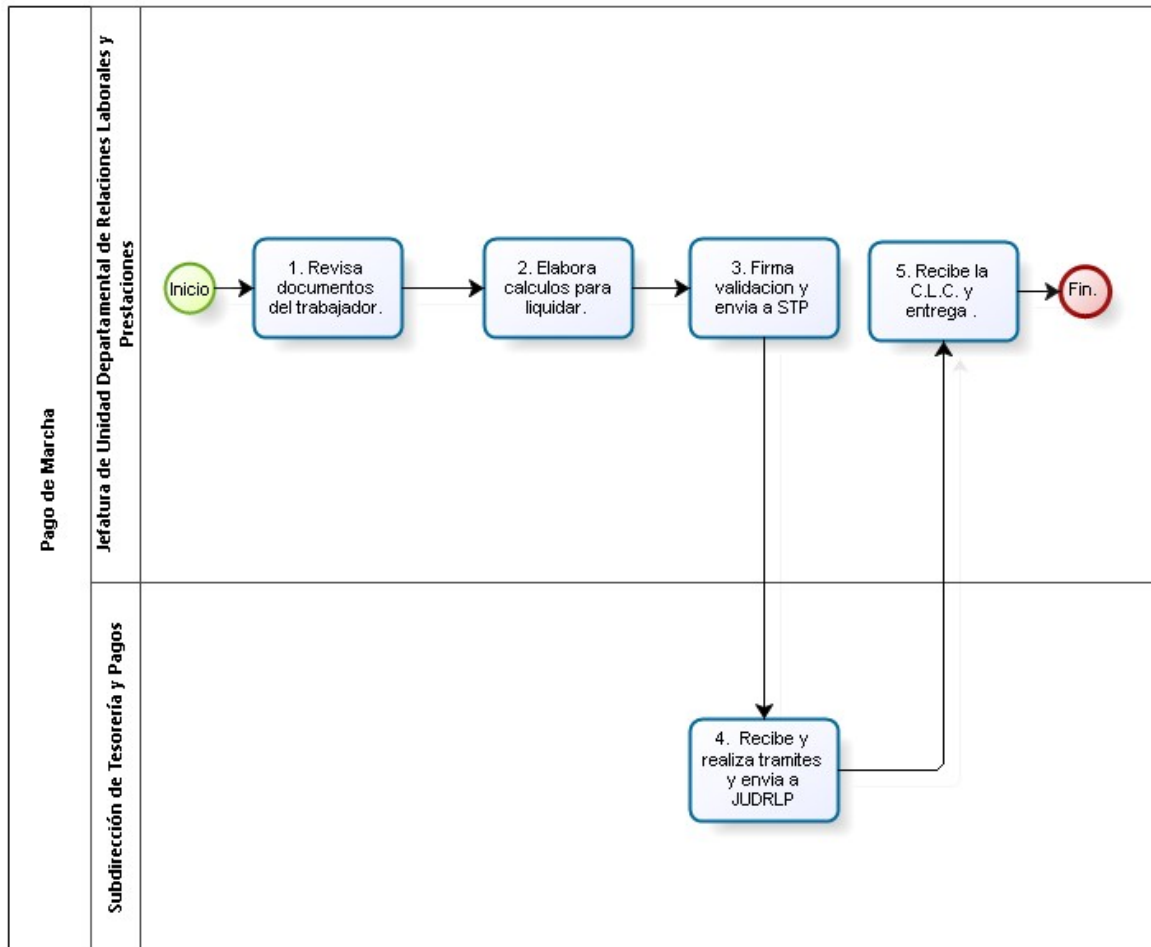 Pago de Marcha
Jefatura de Unidad Departamental de Relaciones Laborales y
Prestaciones
Inicio
1. Revisa
documentos
del trabajador.
2. Elabora
calculos para
liquidar.
3. Firma
validacion y
envia a STP
5. Recibe la
C.L.C. y
entrega .
Fin.
Subdirección de Tesorería y Pagos
4. Recibe y
realiza tramites
y envia a
JUDRLP